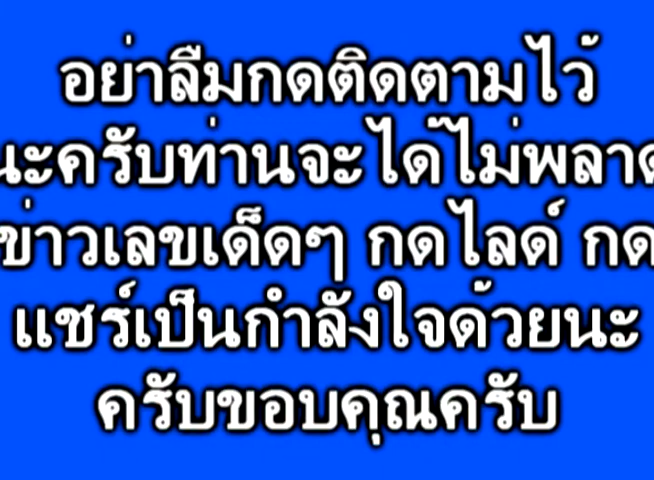 อย่าลืมกดติดตามไว้
นะครับท่านจะได้ไม่พลาด
ข่าวเลขเด็ดๆ กดไลด์ กด
แชร์เป็นกำลังใจด้วยนะ
ครับขอบคุณครับ